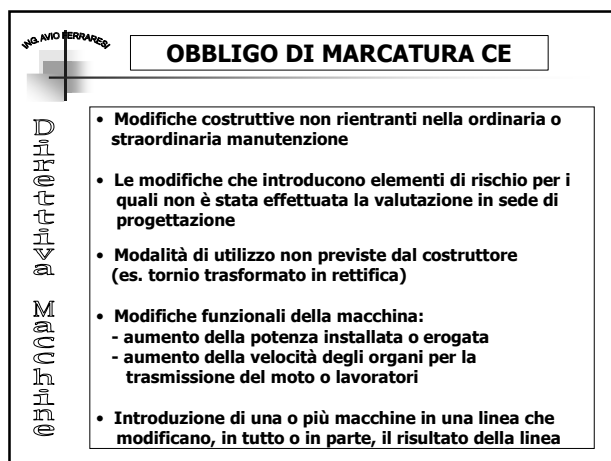 ING. AVIO FERRARESI
OBBLIGO DI MARCATURA CE
Direttiva Macchine
• Modifiche costruttive non rientranti nella ordinaria o
straordinaria manutenzione
• Le modifiche che introducono elementi di rischio per i
quali non è stata effettuata la valutazione in sede di
progettazione
• Modalità di utilizzo non previste dal costruttore
(es. tornio trasformato in rettifica)
• Modifiche funzionali della macchina:
- aumento della potenza installata o erogata
- aumento della velocità degli organi per la
trasmissione del moto o lavoratori
• Introduzione di una o più macchine in una linea che
modificano, in tutto o in parte, il risultato della linea